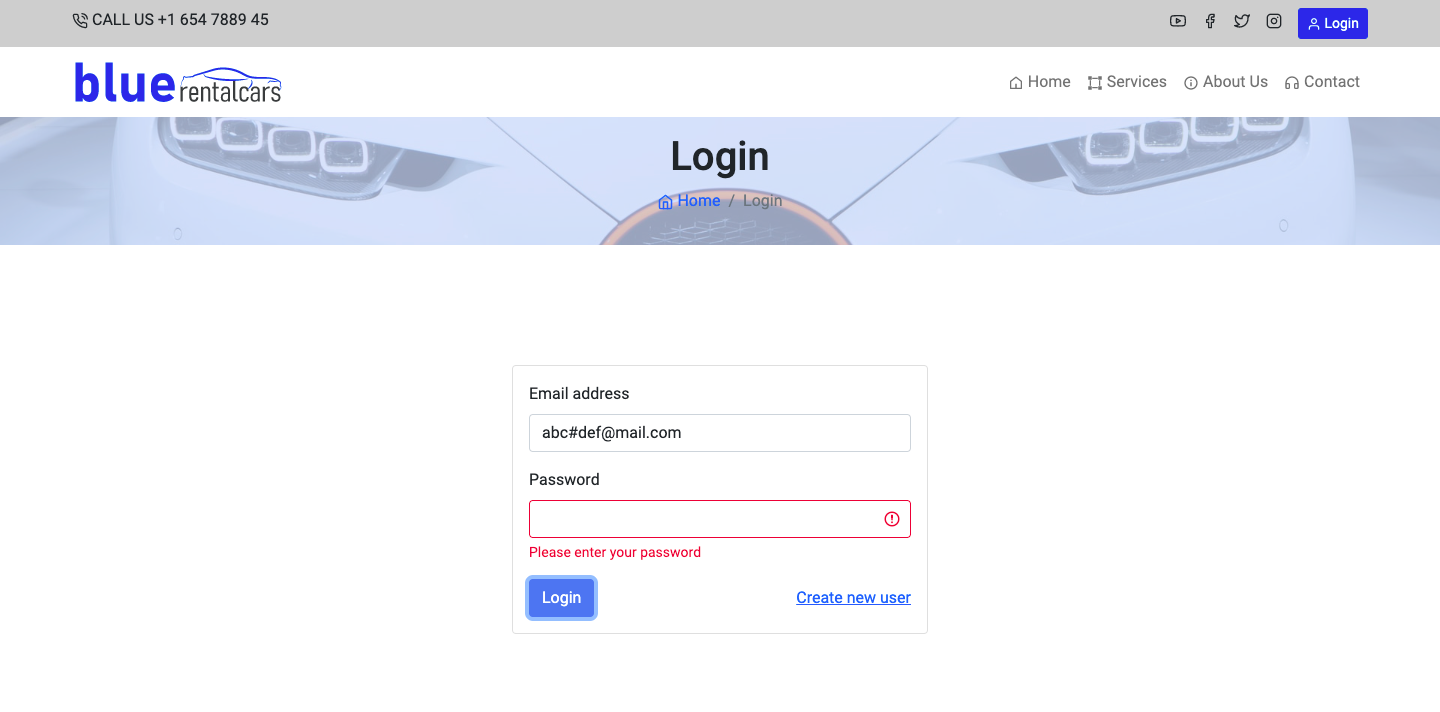 CALL US +1 654 7889 45
Login
blue rentalcars
Home Services About Us Contact
Login
Home / Login
Email address
abc#def@mail.com
Password
Please enter your password
Login Create new user